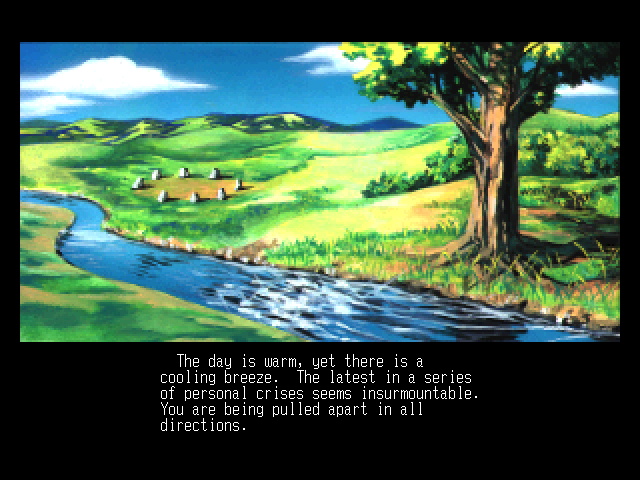 The day is warm, yet there is a
cooling breeze.  The latest in a series
of personal crises seems insurmountable.
You are being pulled apart in all
directions.